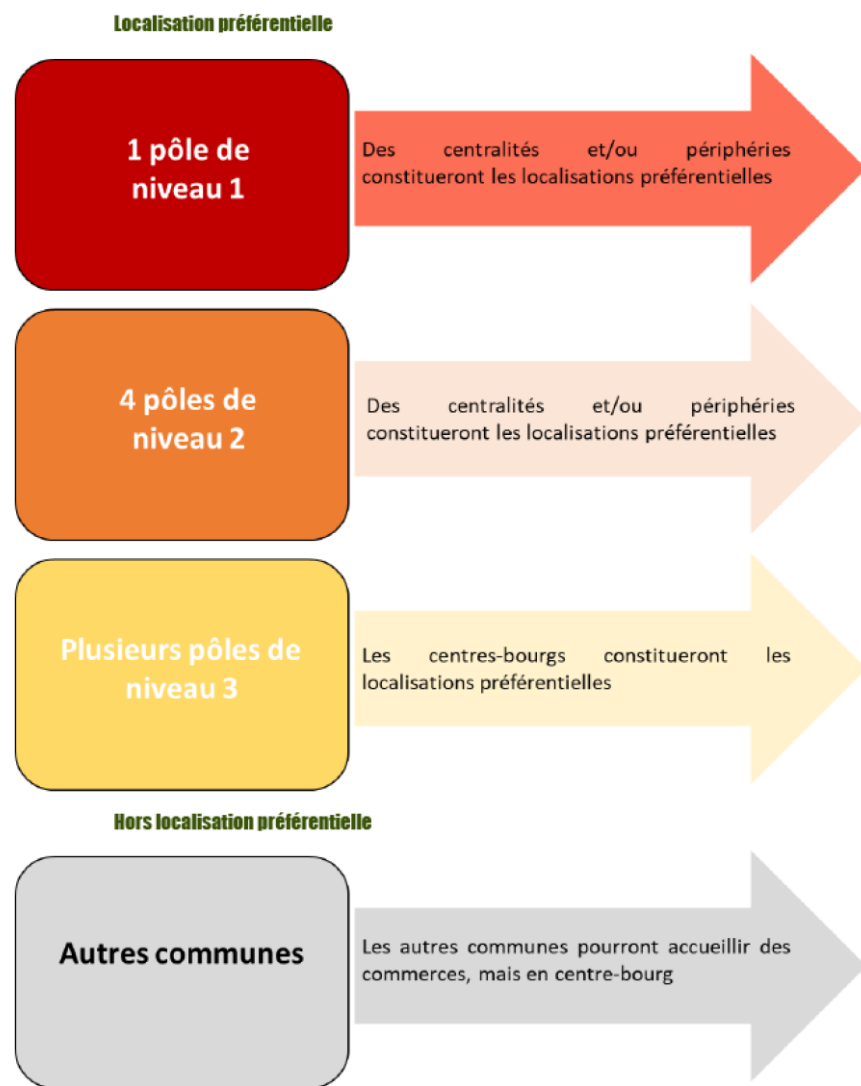 Localisation préférentielle
1 pôle de
niveau 1
Des centralités et/ou périphéries
constitueront les localisations préférentielles
4 pôles de
niveau 2
Des centralités et/ou périphéries
constitueront les localisations préférentielles
Plusieurs pôles de
niveau 3
Les centres-bourgs constitueront les
localisations préférentielles
Hors localisation préférentielle
Autres communes
Les autres communes pourront accueillir des
commerces, mais en centre-bourg